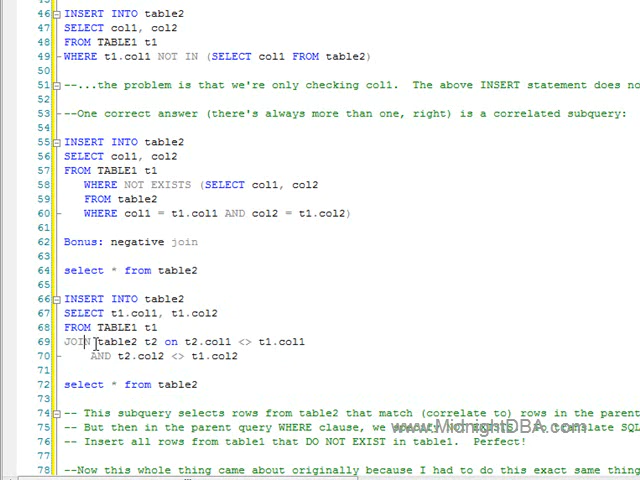 46 INSERT INTO table2
47 SELECT col1, col2
48 FROM TABLE1 t1
49 WHERE t1.col1 NOT IN (SELECT col1 FROM table2)
50
51 --...the problem is that we're only checking col1. The above INSERT statement does no
52
53 --One correct answer (there's always more than one, right) is a correlated subquery:
54
55 INSERT INTO table2
56 SELECT col1, col2
57 FROM TABLE1 t1
58 WHERE NOT EXISTS (SELECT col1, col2
59 FROM table2
60 WHERE col1 = t1.col1 AND col2 = t1.col2)
61
62 Bonus: negative join
63
64 select * from table2
65
66 INSERT INTO table2
67 SELECT t1.col1, t1.col2
68 FROM TABLE1 t1
69 JOIN table2 t2 on t2.col1 <> t1.col1
70 AND t2.col2 <> t1.col2
71
72 select * from table2
73
74 -- This subquery selects rows from table2 that match (correlate to) rows in the parent
75 -- But then in the parent query WHERE clause, we SQL
www.MidnightDBA.com
76 -- Insert all rows from table1 that DO NOT EXIST in table1. Perfect!
77
78 --Now this whole thing came about originally because I had to do this exact same thing